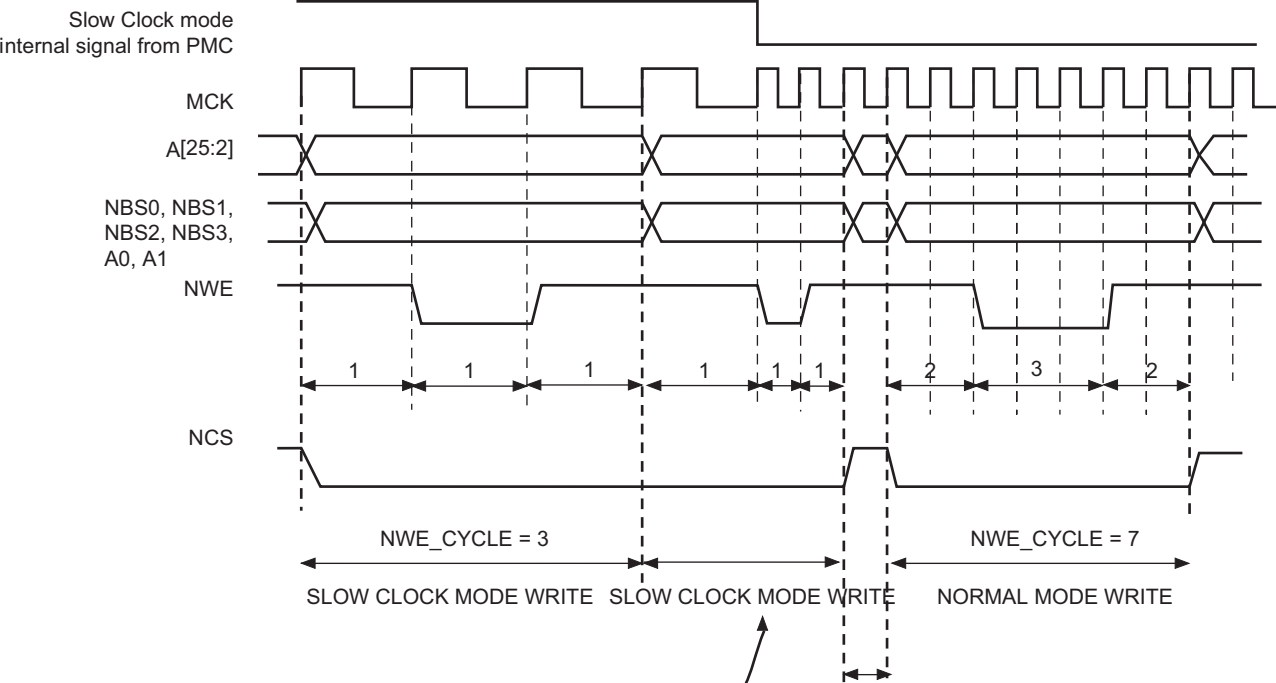 Slow Clock mode
internal signal from PMC
MCK
A[25:2]
NBS0, NBS1,
NBS2, NBS3,
A0, A1
NWE
1 1 1 1 1 1 2 3 2
NCS
NWE_CYCLE = 3 NWE_CYCLE = 7
SLOW CLOCK MODE WRITE SLOW CLOCK MODE WRITE NORMAL MODE WRITE